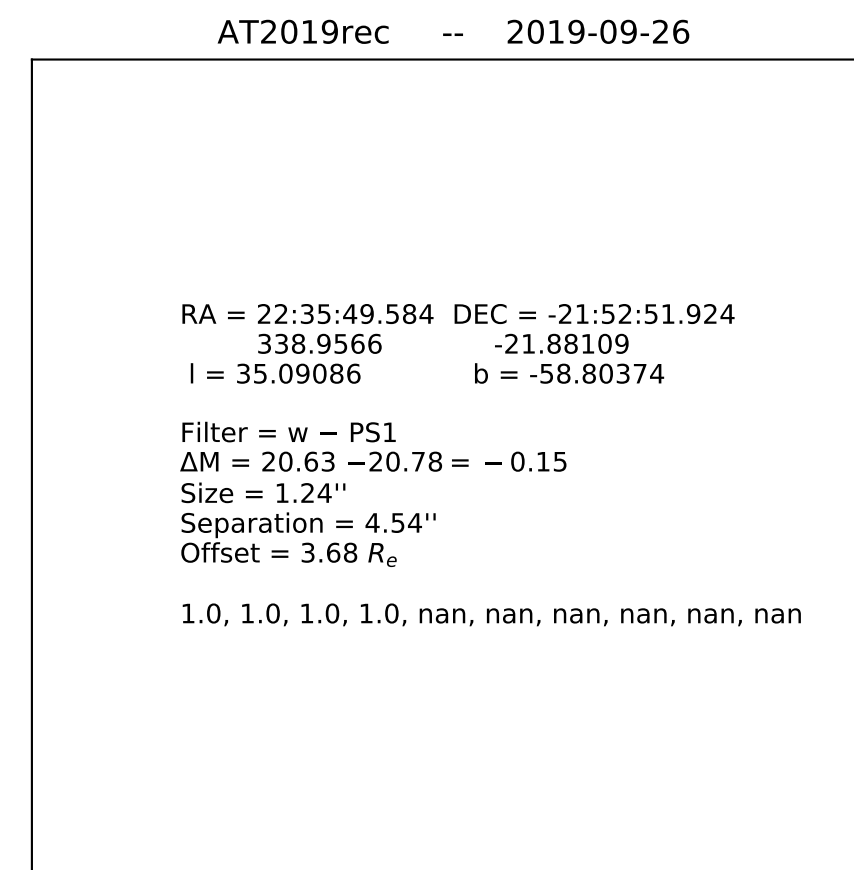 AT2019rec -- 2019-09-26
RA = 22:35:49.584 DEC = -21:52:51.924
338.9566 -21.88109
l = 35.09086 b = -58.80374
Filter = w − PS1
ΔM = 20.63 −20.78 = − 0.15
Size = 1.24''
Separation = 4.54''
Offset = 3.68 Re
1.0, 1.0, 1.0, 1.0, nan, nan, nan, nan, nan, nan